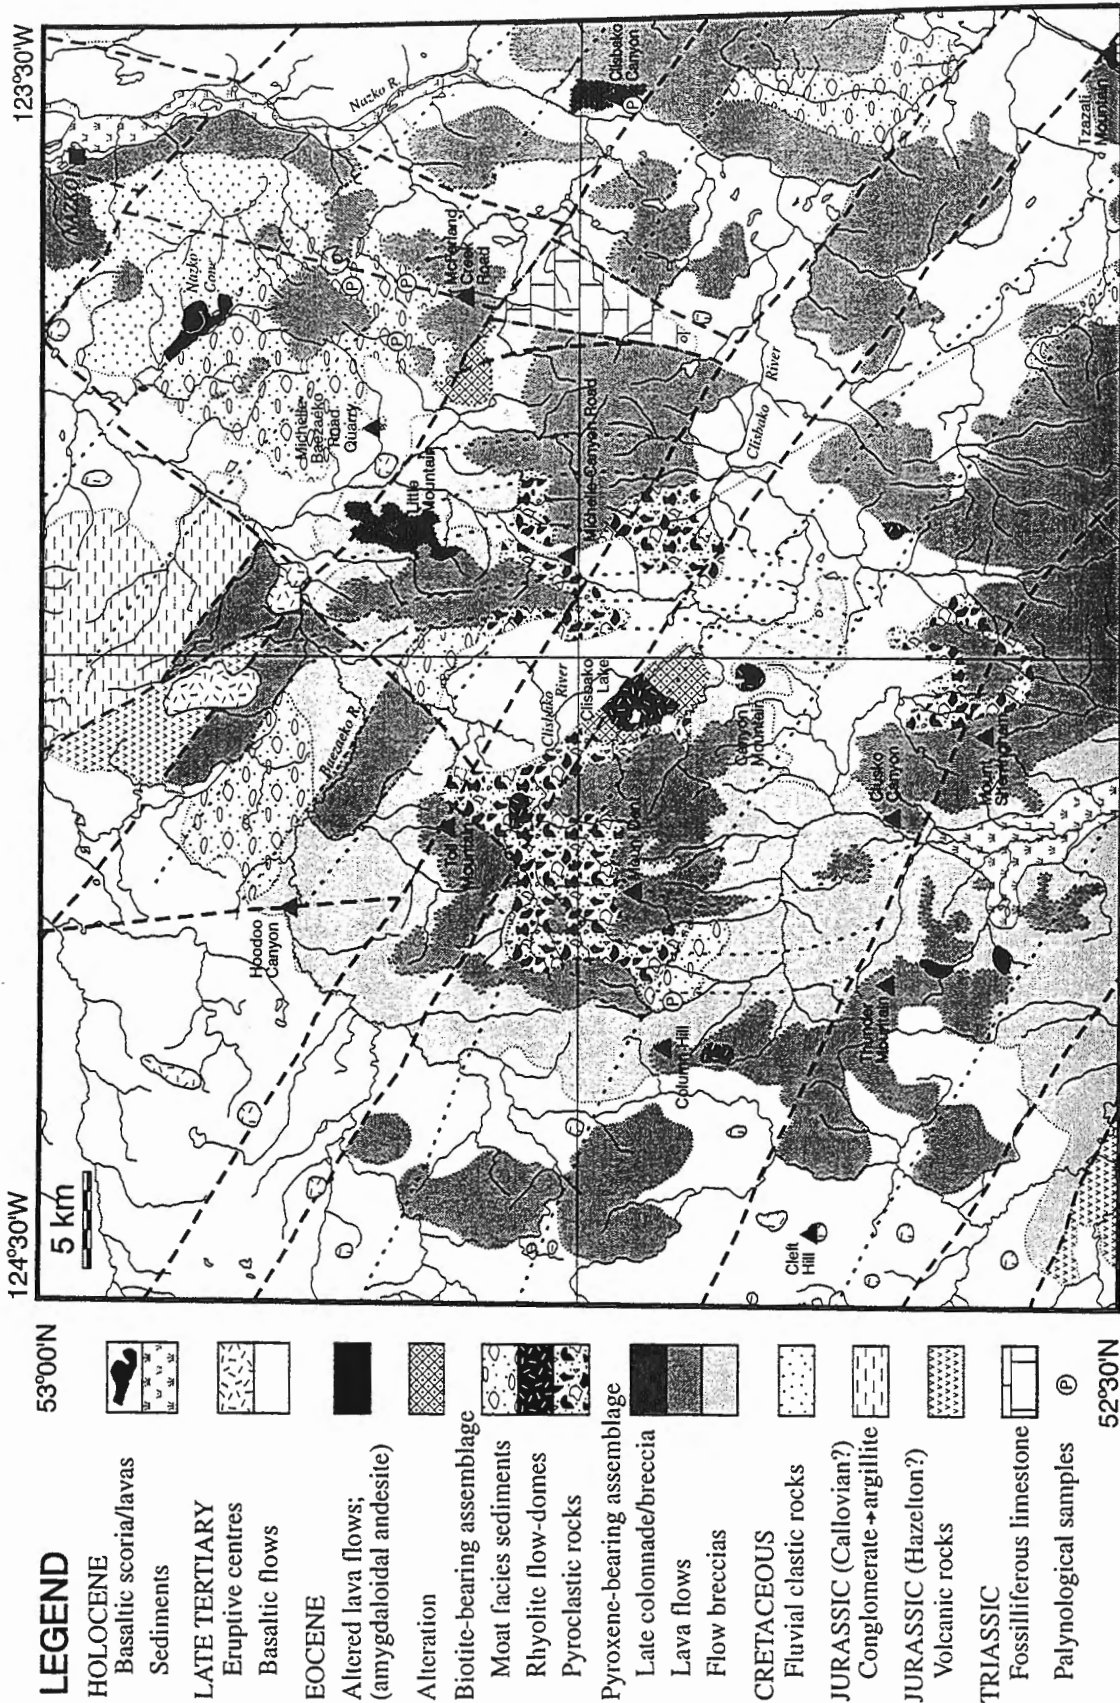 LEGEND
HOLOCENE
Basaltic scoria/lavas
Sediments
LATE TERTIARY
Eruptive centres
Basaltic flows
EOCENE
Altered lava flows;
(amygdaloidal andesite)
Alteration
Biotite-bearing assemblage
Moat facies sediments
Rhyolite flow-domes
Pyroclastic rocks
Pyroxene-bearing assemblage
Late colonnade/breccia
Lava flows
Flow breccias
CRETACEOUS
Fluvial clastic rocks
JURASSIC (Callovian?)
Conglomerate→argillite
JURASSIC (Hazelton?)
Volcanic rocks
TRIASSIC
Fossilliferous limestone
Palynological samples
P
53°00'N
52°30'N
124°30'W
123°30'W
5 km
NAZKO
Nazko R.
Nazko
Cone
Clisbako
Canyon
McFarland
Creek
Road
Michelle-
Baezaeko
Road
Quarry
Little
Mountain
Michelle-Canyon Road
Clisbako
River
Tzazati
Mountain
Baezaeko R.
Clisbako
River
Clisbako
Lake
Canyon
Mountain
Toil
Mountain
Mount Dent
Hoodoo
Canyon
Column Hill
Clusko
Canyon
Mount
Sheringham
Thunder
Mountain
Cleft
Hill
P
P
P
P
P